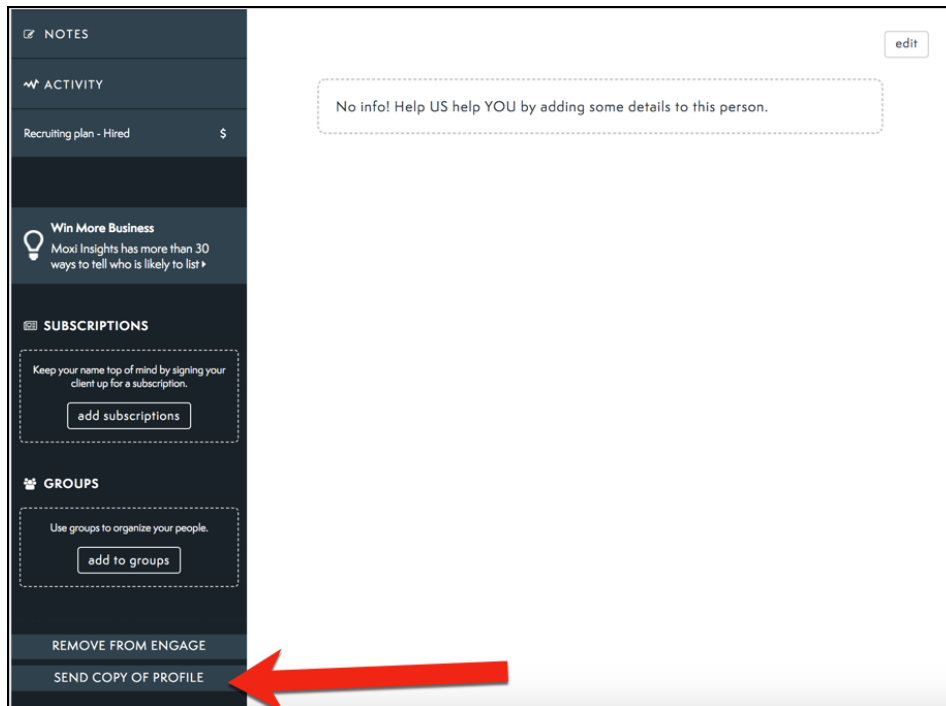 NOTES
edit
ACTIVITY
No info! Help US help YOU by adding some details to this person.
Recruiting plan - Hired $
Win More Business
Moxi Insights has more than 30
ways to tell who is likely to list
SUBSCRIPTIONS
Keep your name top of mind by signing your
client up for a subscription.
add subscriptions
GROUPS
Use groups to organize your people.
add to groups
REMOVE FROM ENGAGE
SEND COPY OF PROFILE